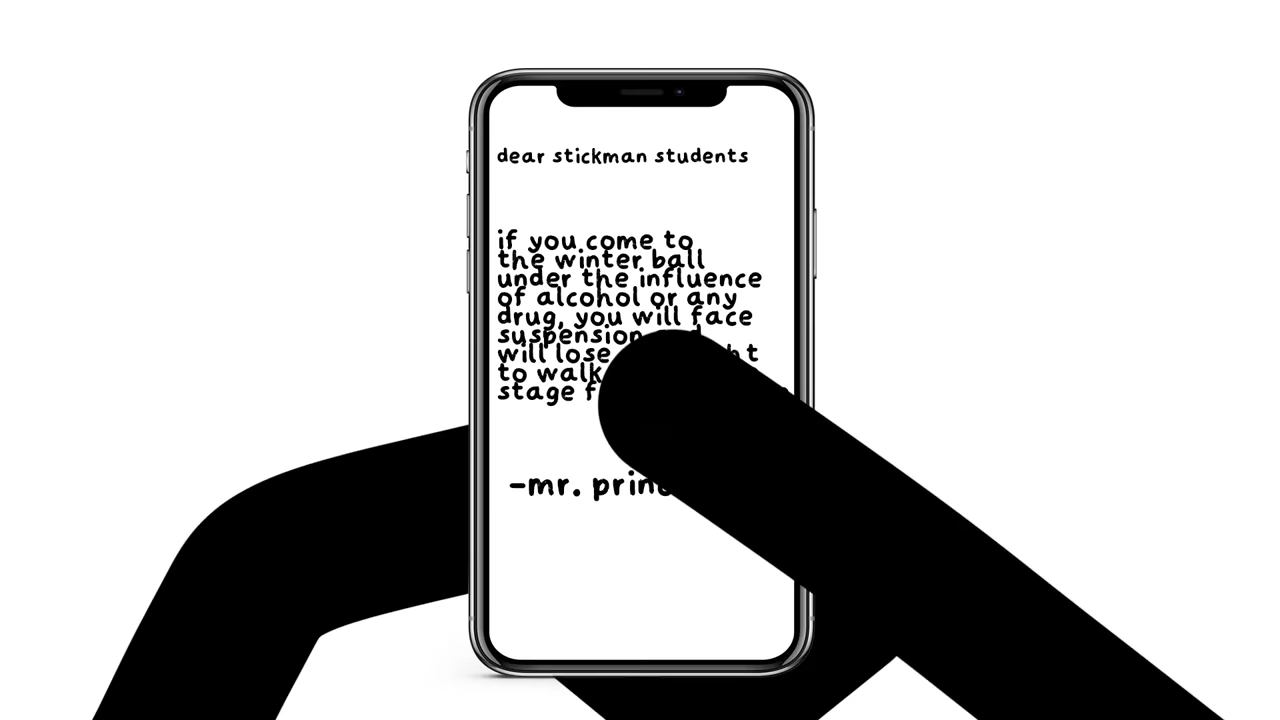 dear stickman students
if you come to
the winter ball
under the influence
of alcohol or any
drug, you will face
suspension
will lose
to walk
stage
-mr.